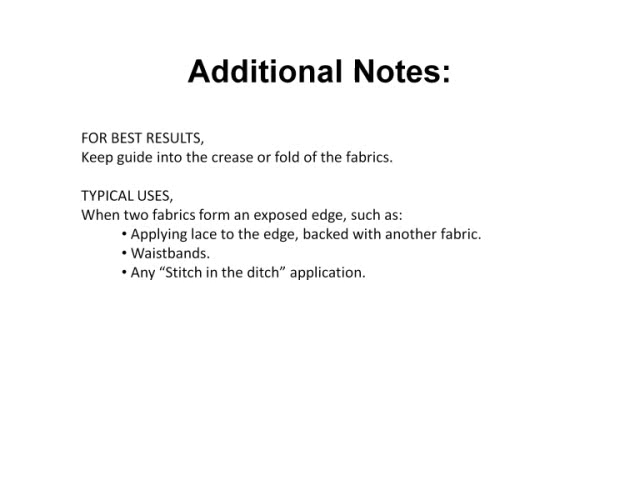 Additional Notes:
FOR BEST RESULTS,
Keep guide into the crease or fold of the fabrics.
TYPICAL USES,
When two fabrics form an exposed edge, such as:
• Applying lace to the edge, backed with another fabric.
• Waistbands.
• Any “Stitch in the ditch” application.